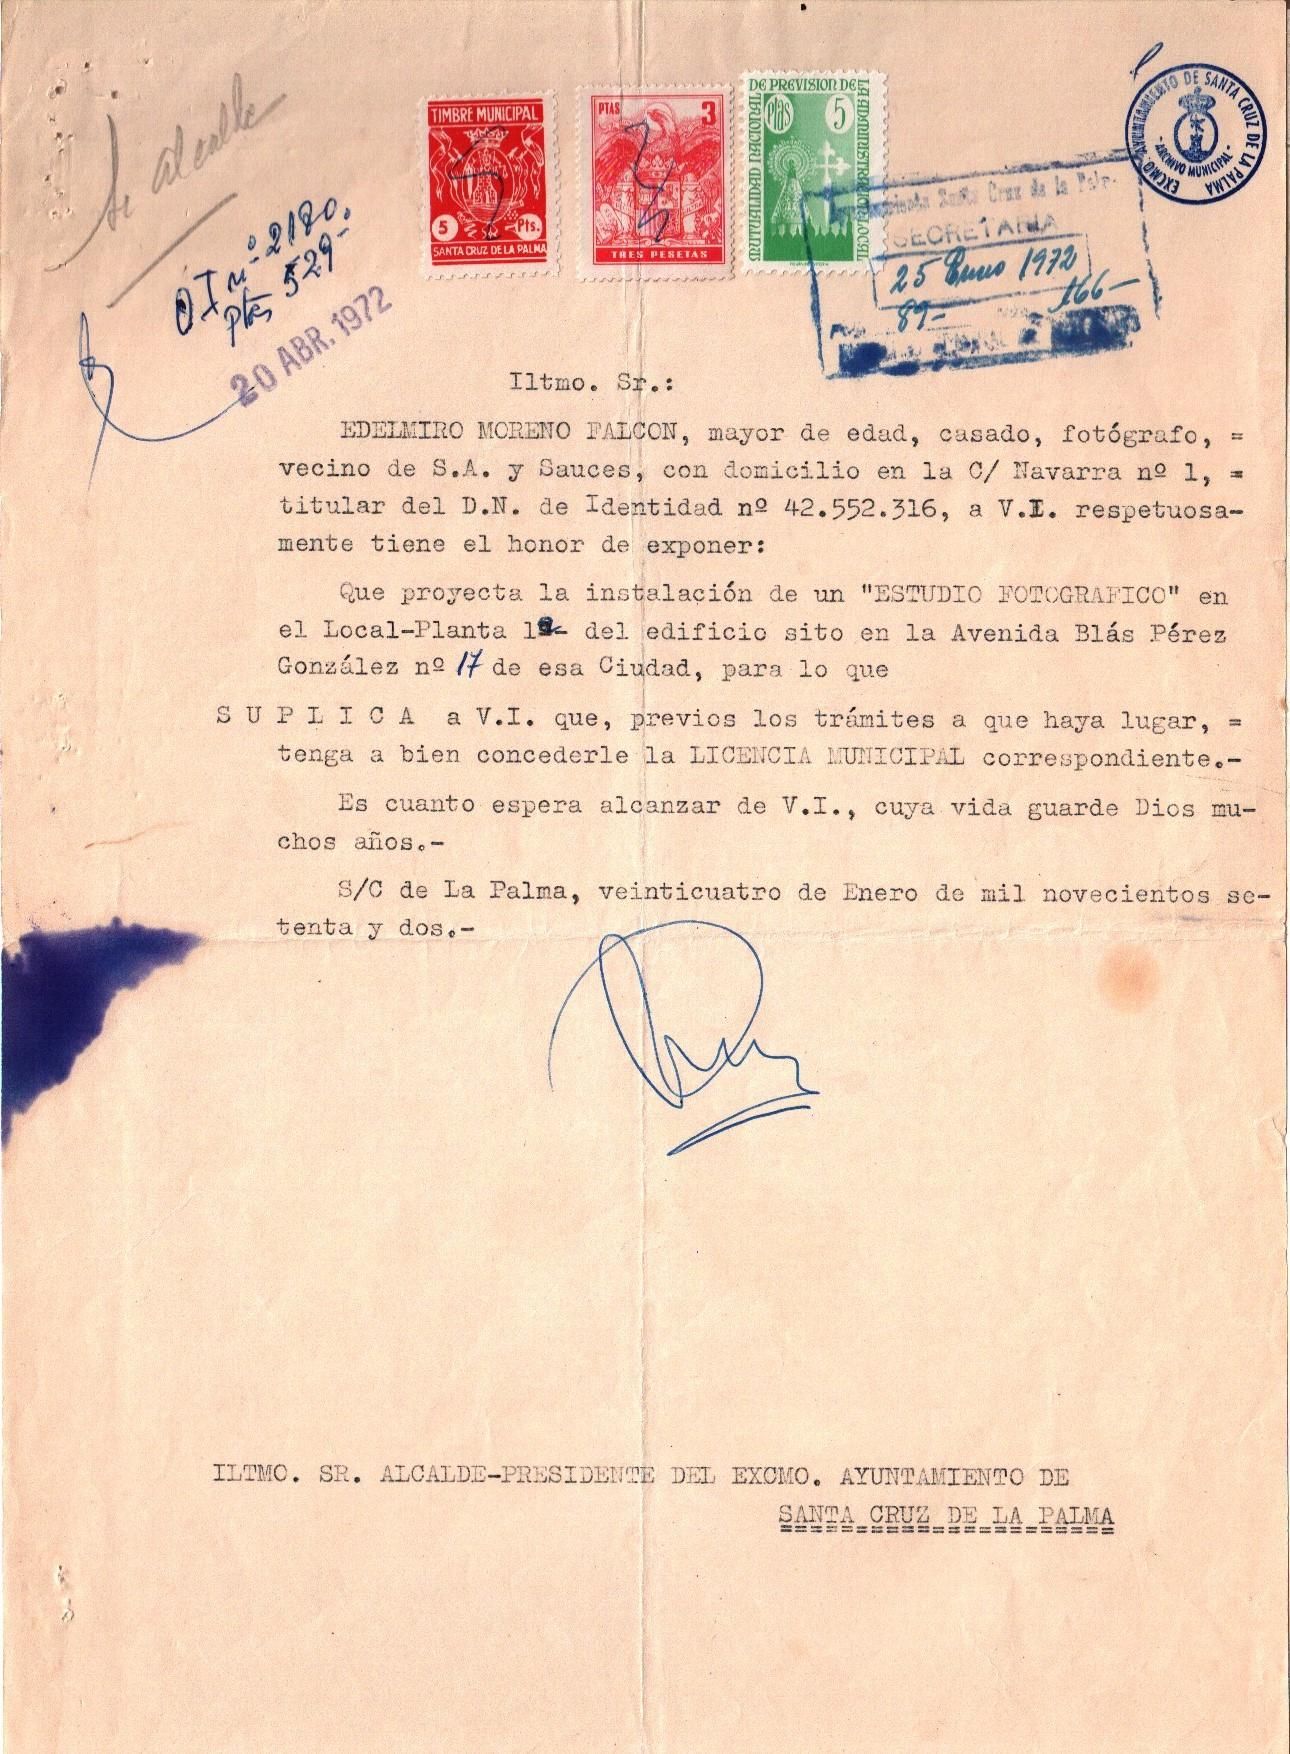 Sr alcalde
O I nº 2180.
ptas 529-
20 ABR. 1972
TIMBRE MUNICIPAL
5 Pts.
SANTA CRUZ DE LA PALMA
PTAS 3
TRES PESETAS
MUTUALIDAD NACIONAL DE PREVISION DE LA ADMINISTRACION LOCAL
Ptas 5
EXCMO. AYUNTAMIENTO DE SANTA CRUZ DE LA PALMA
- ARCHIVO MUNICIPAL -
Santa Cruz de la
SECRETARIA
25 Enero 1972
89- 166-
Iltmo. Sr.:
EDELMIRO MORENO FALCON, mayor de edad, casado, fotógrafo, =
vecino de S.A. y Sauces, con domicilio en la C/ Navarra nº 1, =
titular del D.N. de Identidad nº 42.552.316, a V.I. respetuosa-
mente tiene el honor de exponer:
Que proyecta la instalación de un "ESTUDIO FOTOGRAFICO" en
el Local-Planta del edificio sito en la Avenida Blás Pérez
González nº 17 de esa Ciudad, para lo que
S U P L I C A a V.I. que, previos los trámites a que haya lugar, =
tenga a bien concederle la LICENCIA MUNICIPAL correspondiente.-
Es cuanto espera alcanzar de V.I., cuya vida guarde Dios mu-
chos años.-
S/C de La Palma, veinticuatro de Enero de mil novecientos se-
tenta y dos.-
ILTMO. SR. ALCALDE-PRESIDENTE DEL EXCMO. AYUNTAMIENTO DE
SANTA CRUZ DE LA PALMA
======================